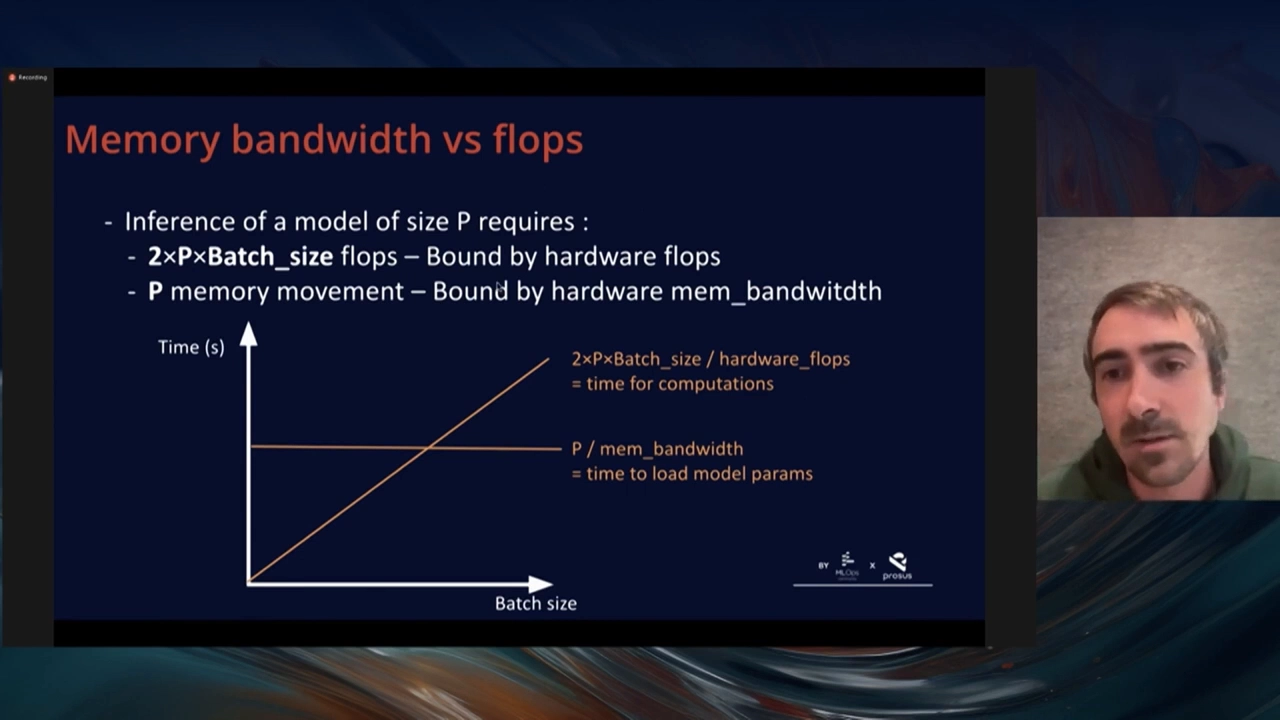 Recording
Memory bandwidth vs flops
- Inference of a model of size P requires :
- 2×P×Batch_size flops – Bound by hardware flops
- P memory movement – Bound by hardware mem_bandwitdth
Time (s)
2×P×Batch_size / hardware_flops
= time for computations
P / mem_bandwidth
= time to load model params
Batch size
BY MLOps X prosus